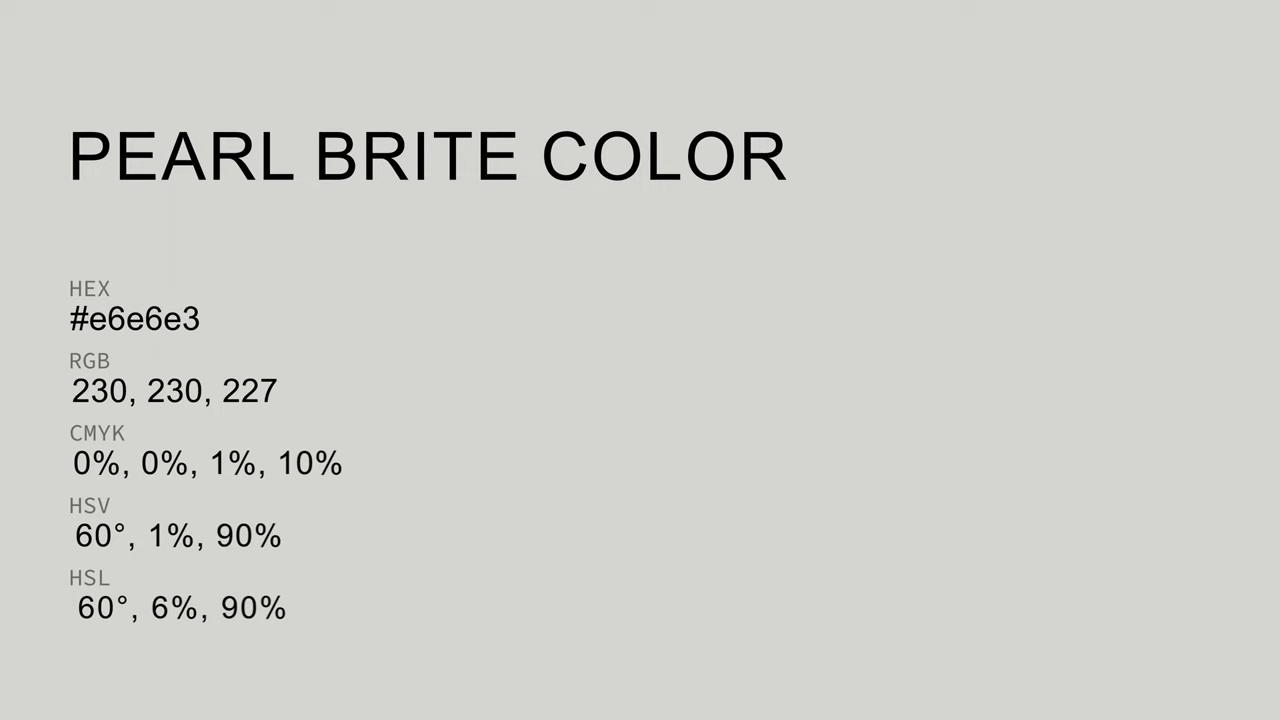 PEARL BRITE COLOR
HEX
#e6e6e3
RGB
230, 230, 227
CMYK
0%, 0%, 1%, 10%
HSV
60°, 1%, 90%
HSL
60°, 6%, 90%